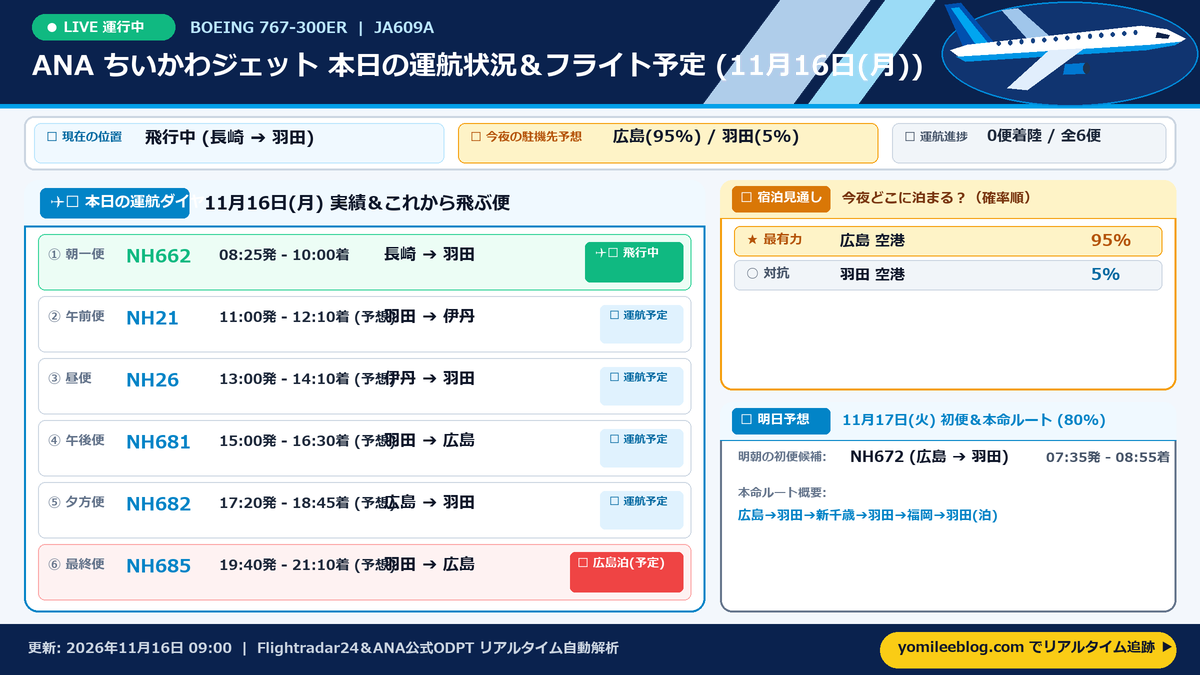 ● LIVE 運行中 BOEING 767-300ER | JA609A
ANA ちいかわジェット 本日の運航状況＆フライト予定 (11月16日(月))
□ 現在の位置 飛行中 (長崎 → 羽田)
□ 今夜の駐機先予想 広島(95%) / 羽田(5%)
□ 運航進捗 0便着陸 / 全6便
✈□ 本日の運航ダイ 11月16日(月) 実績＆これから飛ぶ便
① 朝一便 NH662 08:25発 - 10:00着 長崎 → 羽田 ✈□ 飛行中
② 午前便 NH21 11:00発 - 12:10着 (予想) 羽田 → 伊丹 □ 運航予定
③ 昼便 NH26 13:00発 - 14:10着 (予想) 伊丹 → 羽田 □ 運航予定
④ 午後便 NH681 15:00発 - 16:30着 (予想) 羽田 → 広島 □ 運航予定
⑤ 夕方便 NH682 17:20発 - 18:45着 (予想) 広島 → 羽田 □ 運航予定
⑥ 最終便 NH685 19:40発 - 21:10着 (予想) 羽田 → 広島 □ 広島泊(予定)
□ 宿泊見通し 今夜どこに泊まる？（確率順）
★ 最有力 広島 空港 95%
○ 対抗 羽田 空港 5%
□ 明日予想 11月17日(火) 初便＆本命ルート (80%)
明朝の初便候補: NH672 (広島 → 羽田) 07:35発 - 08:55着
本命ルート概要:
広島→羽田→新千歳→羽田→福岡→羽田(泊)
更新: 2026年11月16日 09:00 | Flightradar24＆ANA公式ODPT リアルタイム自動解析
yomileeblog.com でリアルタイム追跡 ▶